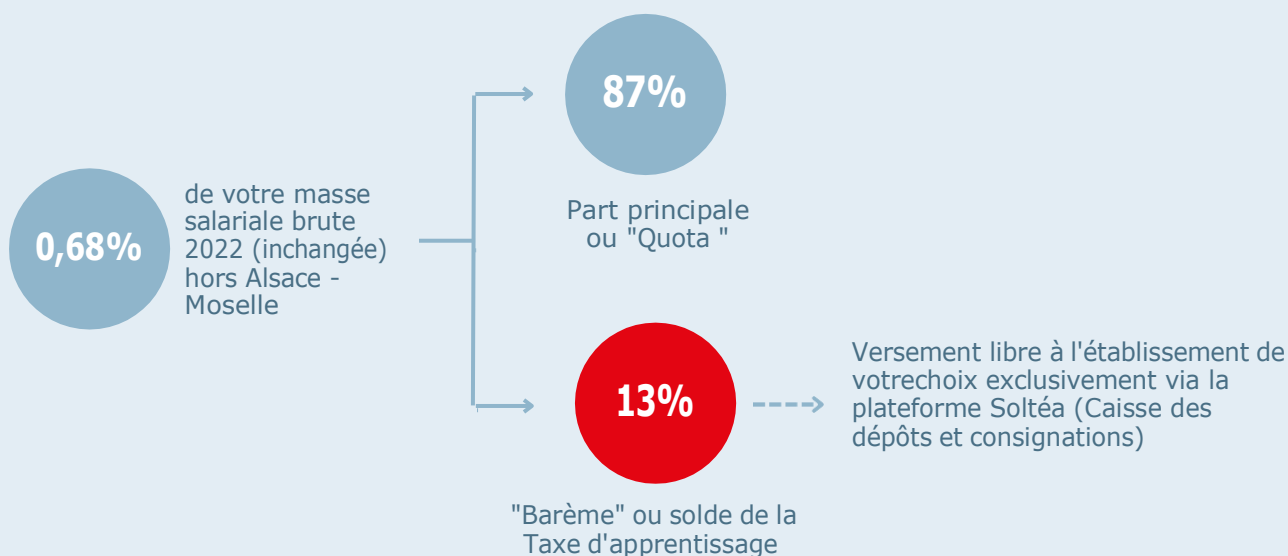 87%
Part principale
ou "Quota "
0,68%
de votre masse
salariale brute
2022 (inchangée)
hors Alsace -
Moselle
13%
Versement libre à l'établissement de
votrechoix exclusivement via la
plateforme Soltéa (Caisse des
dépôts et consignations)
"Barème" ou solde de la
Taxe d'apprentissage